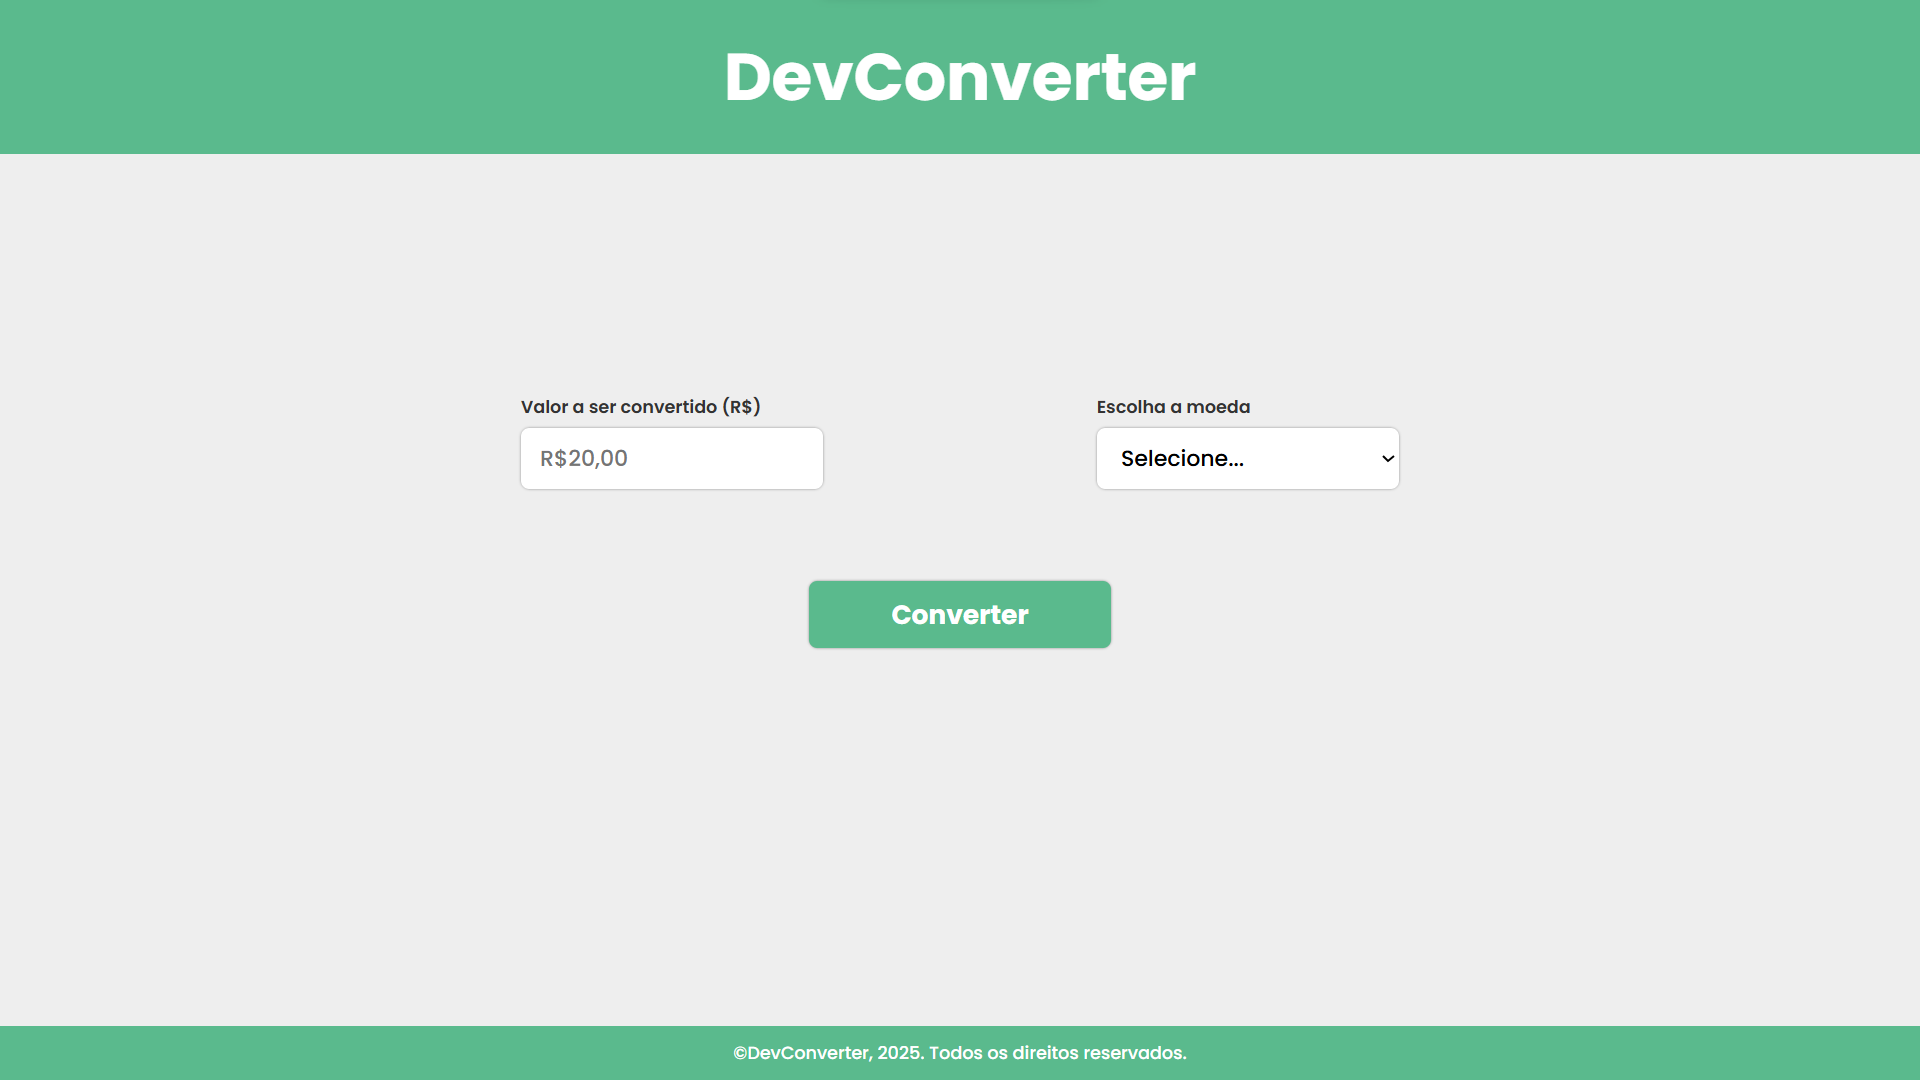 DevConverter
Valor a ser convertido (R$)
R$20,00
Escolha a moeda
Selecione...
Converter
©DevConverter, 2025. Todos os direitos reservados.